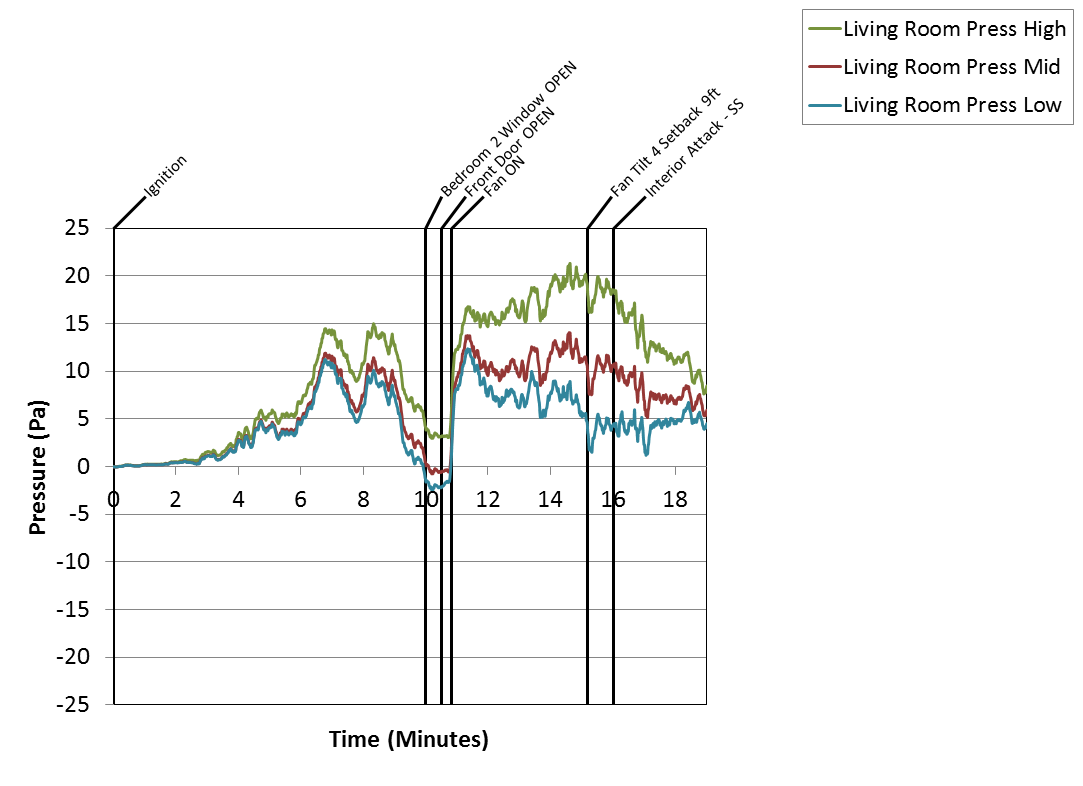 Living Room Press High
Living Room Press Mid
Living Room Press Low
Ignition
Bedroom 2 Window OPEN
Front Door OPEN
Fan ON
Fan Tilt 4 Setback 9ft
Interior Attack - SS
25
20
15
10
5
0
-5
-10
-15
-20
-25
0 2 4 6 8 10 12 14 16 18
Pressure (Pa)
Time (Minutes)